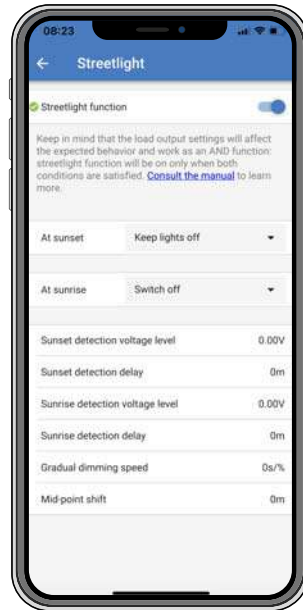 08:23
Streetlight
Streetlight function
Keep in mind that the load output settings will affect
the expected behavior and work as an AND function:
streetlight function will be on only when both
conditions are satisfied. Consult the manual to learn
more.
At sunset Keep lights off
At sunrise Switch off
Sunset detection voltage level 0.00V
Sunset detection delay 0m
Sunrise detection voltage level 0.00V
Sunrise detection delay 0m
Gradual dimming speed 0s/%
Mid-point shift 0m